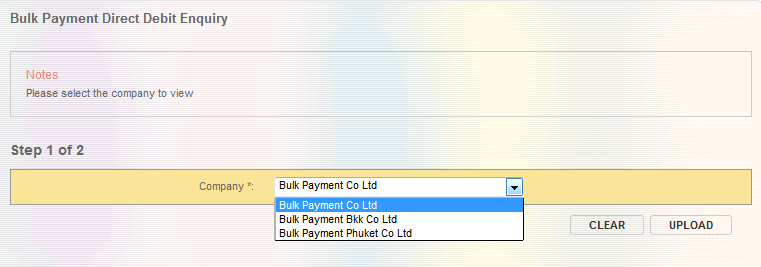 Bulk Payment Direct Debit Enquiry
Notes
Please select the company to view
Step 1 of 2
Company *: Bulk Payment Co Ltd
Bulk Payment Co Ltd
Bulk Payment Bkk Co Ltd
Bulk Payment Phuket Co Ltd
CLEAR UPLOAD